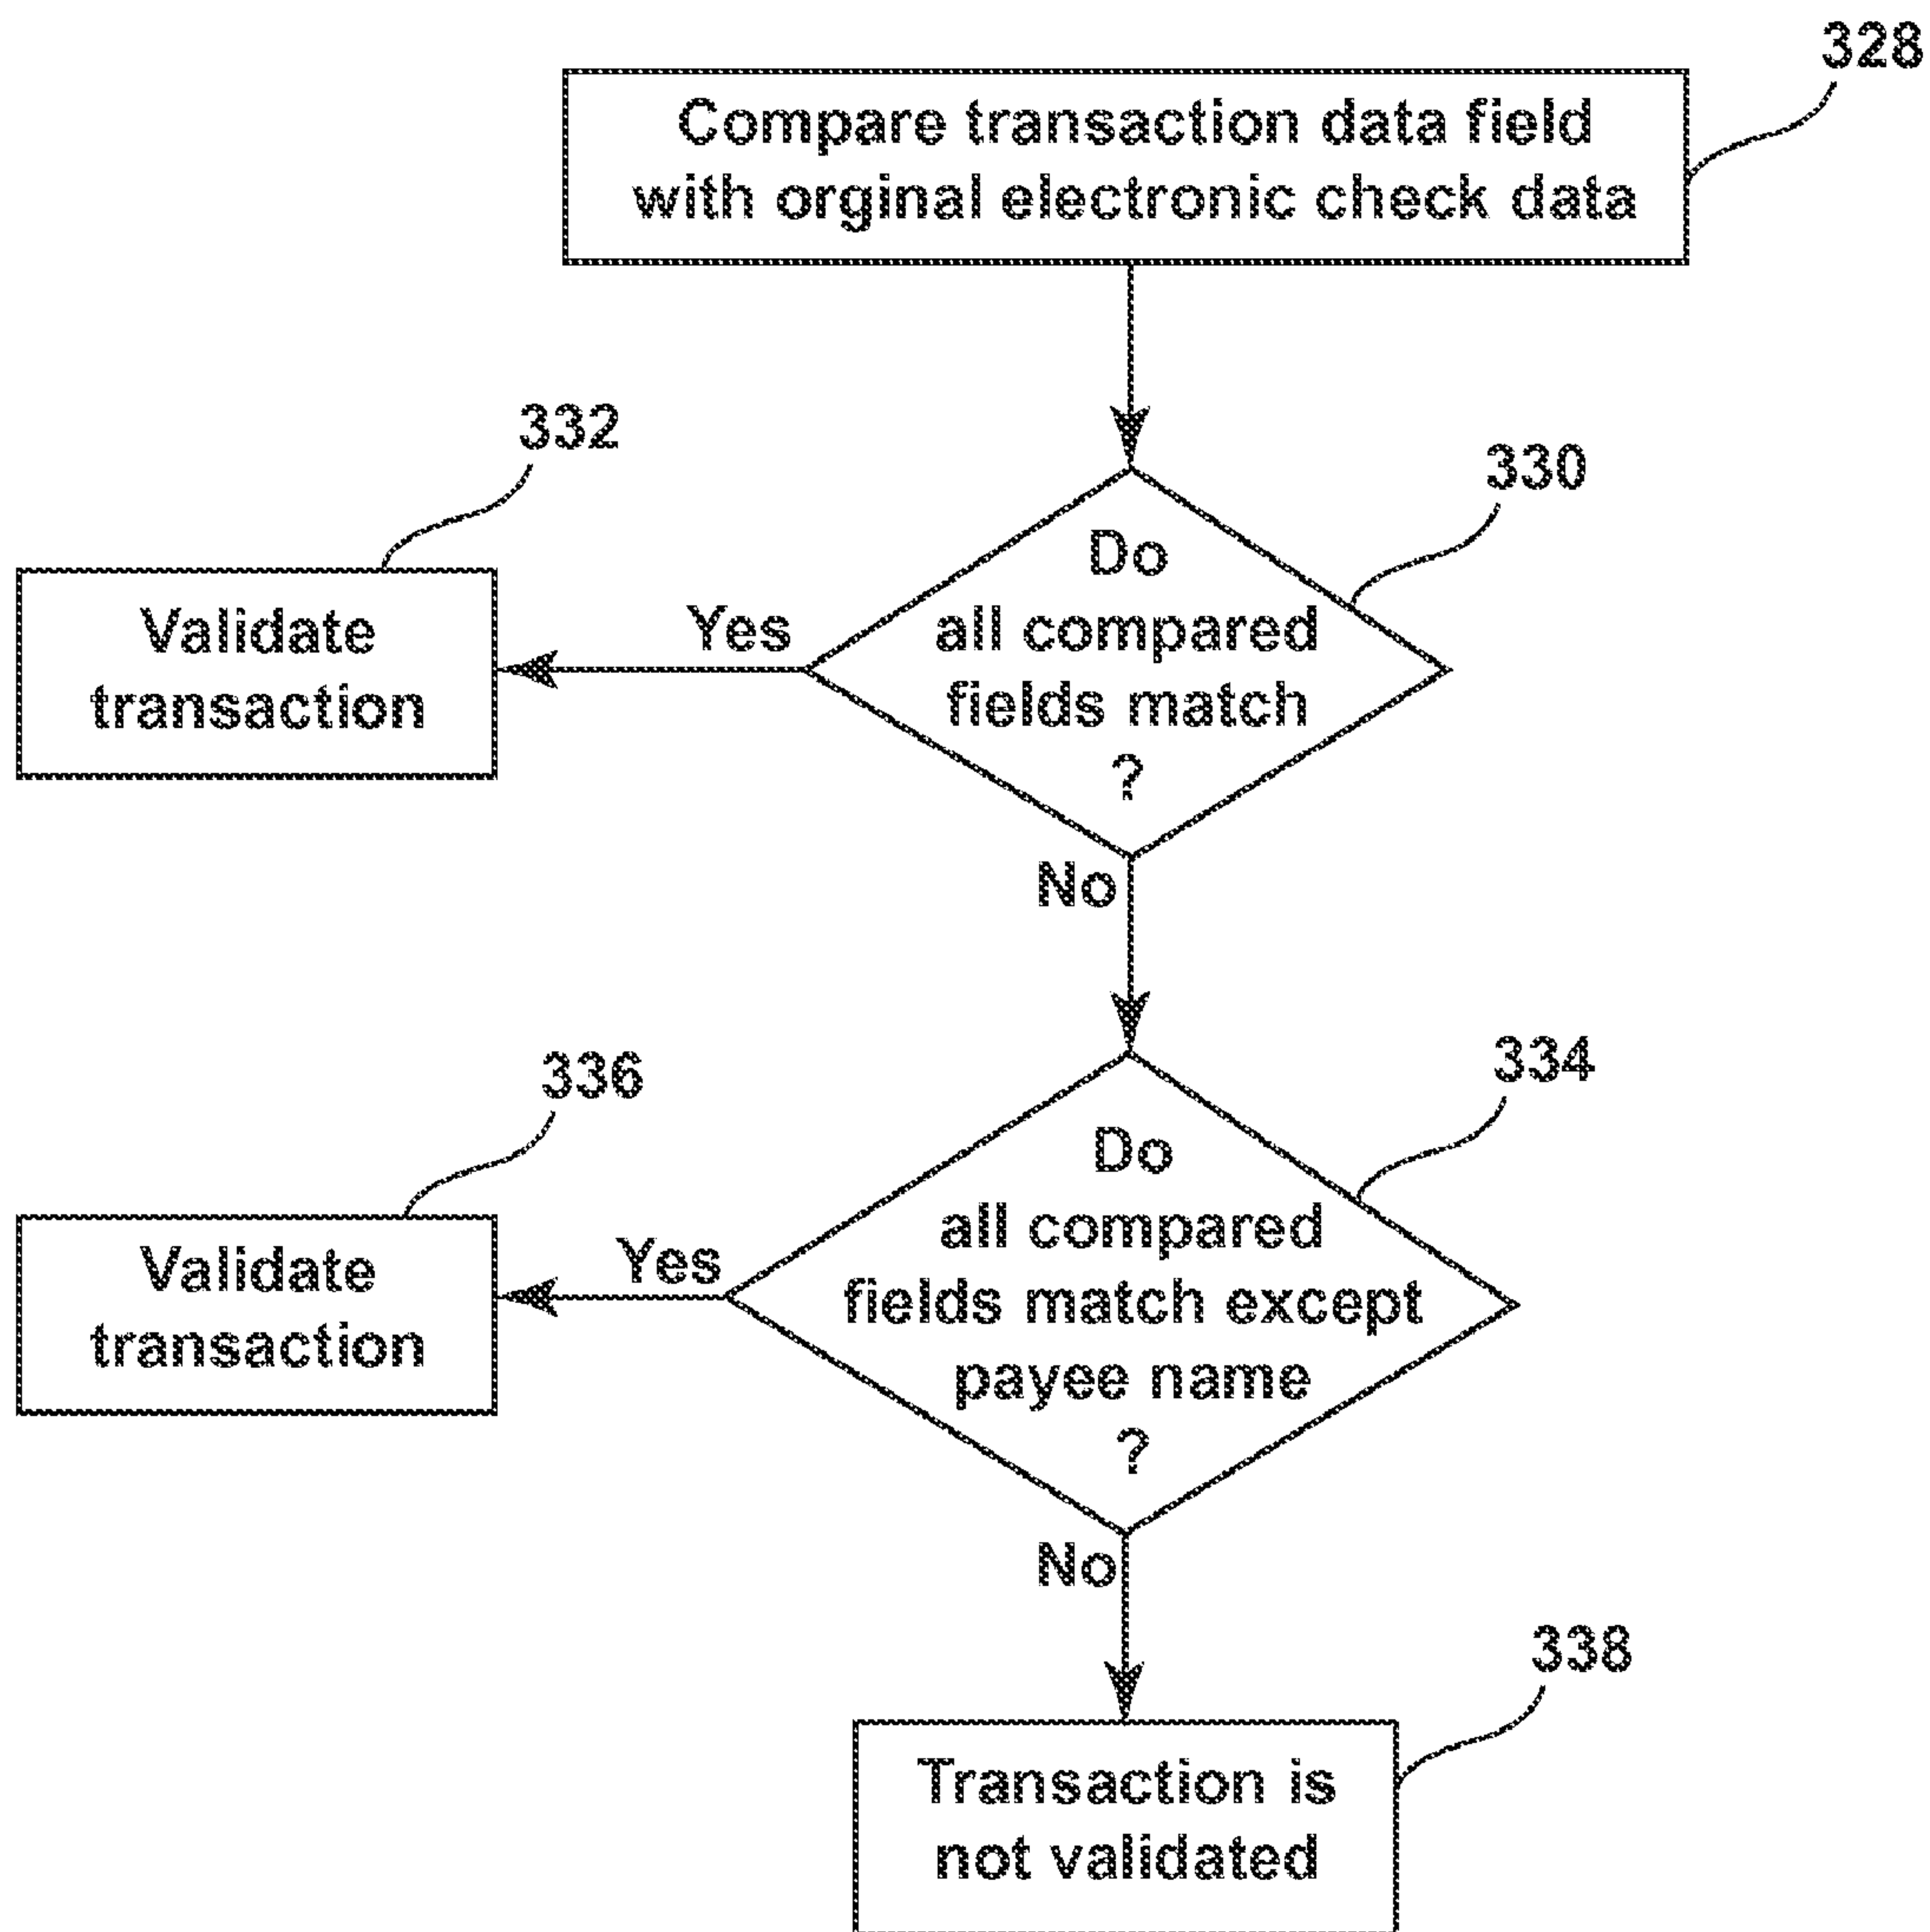 328
Compare transaction data field
with orginal electronic check data
332
330
Do
all compared
fields match
?
Yes
Validate
transaction
No
336
334
Do
all compared
fields match except
payee name
?
Yes
Validate
transaction
No
338
Transaction is
not validated